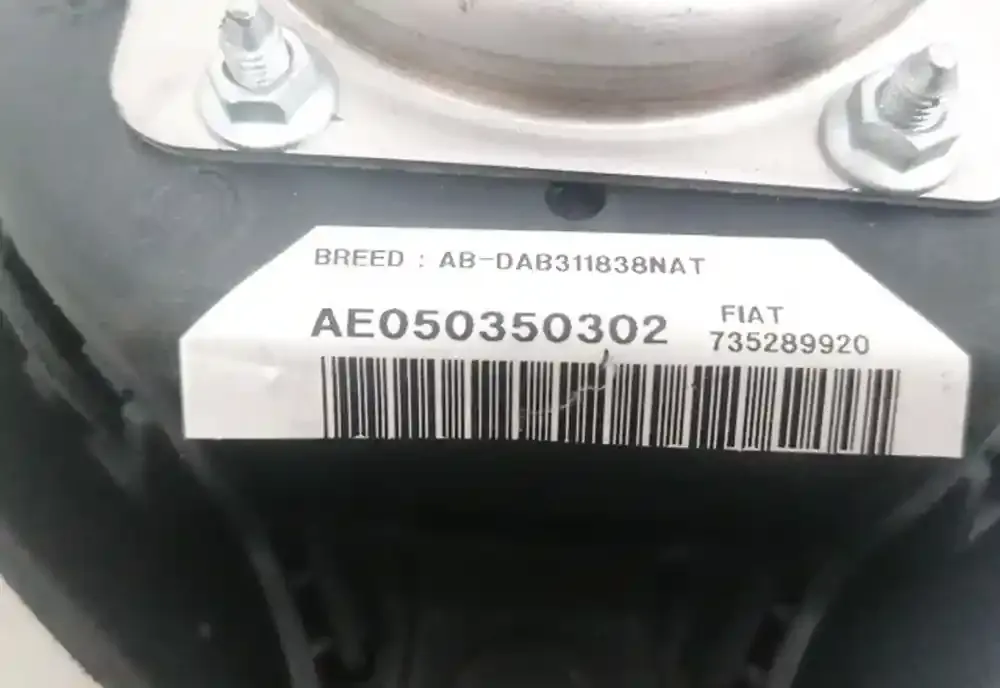 BREED : AB-DAB311838NAT
AE050350302
FIAT
735289920